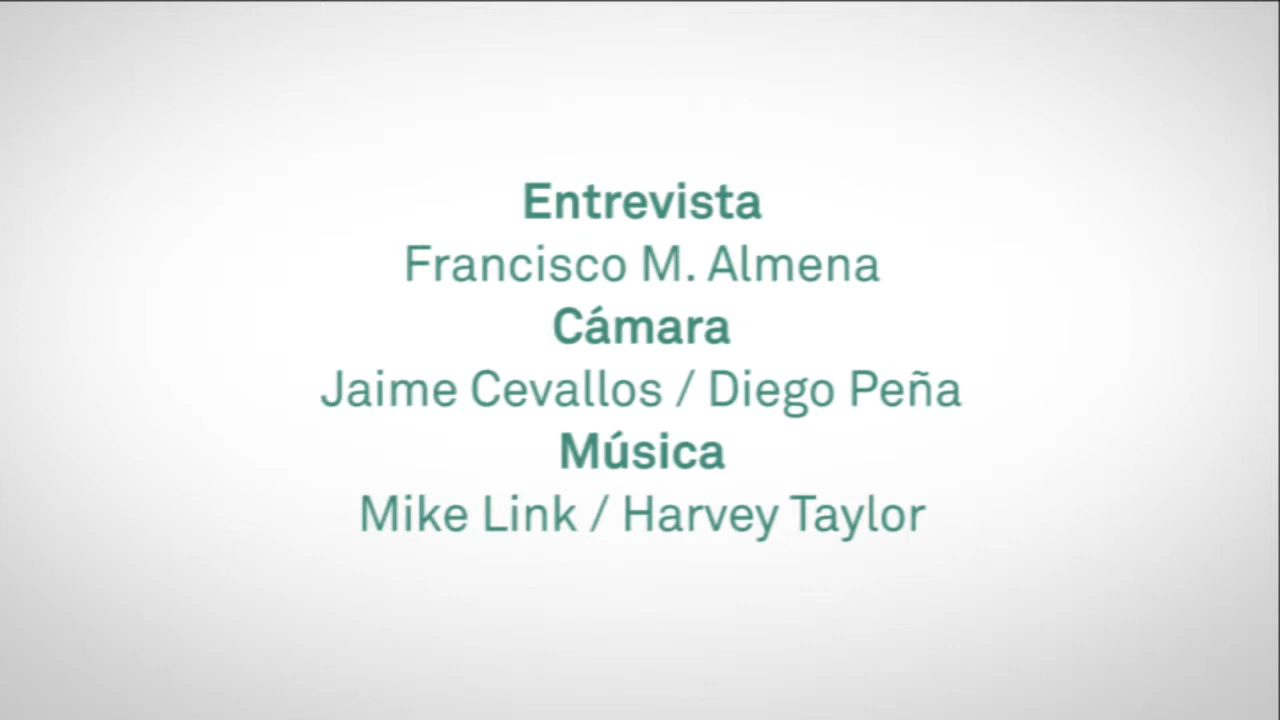 Entrevista
Francisco M. Almena
Cámara
Jaime Cevallos / Diego Peña
Música
Mike Link / Harvey Taylor